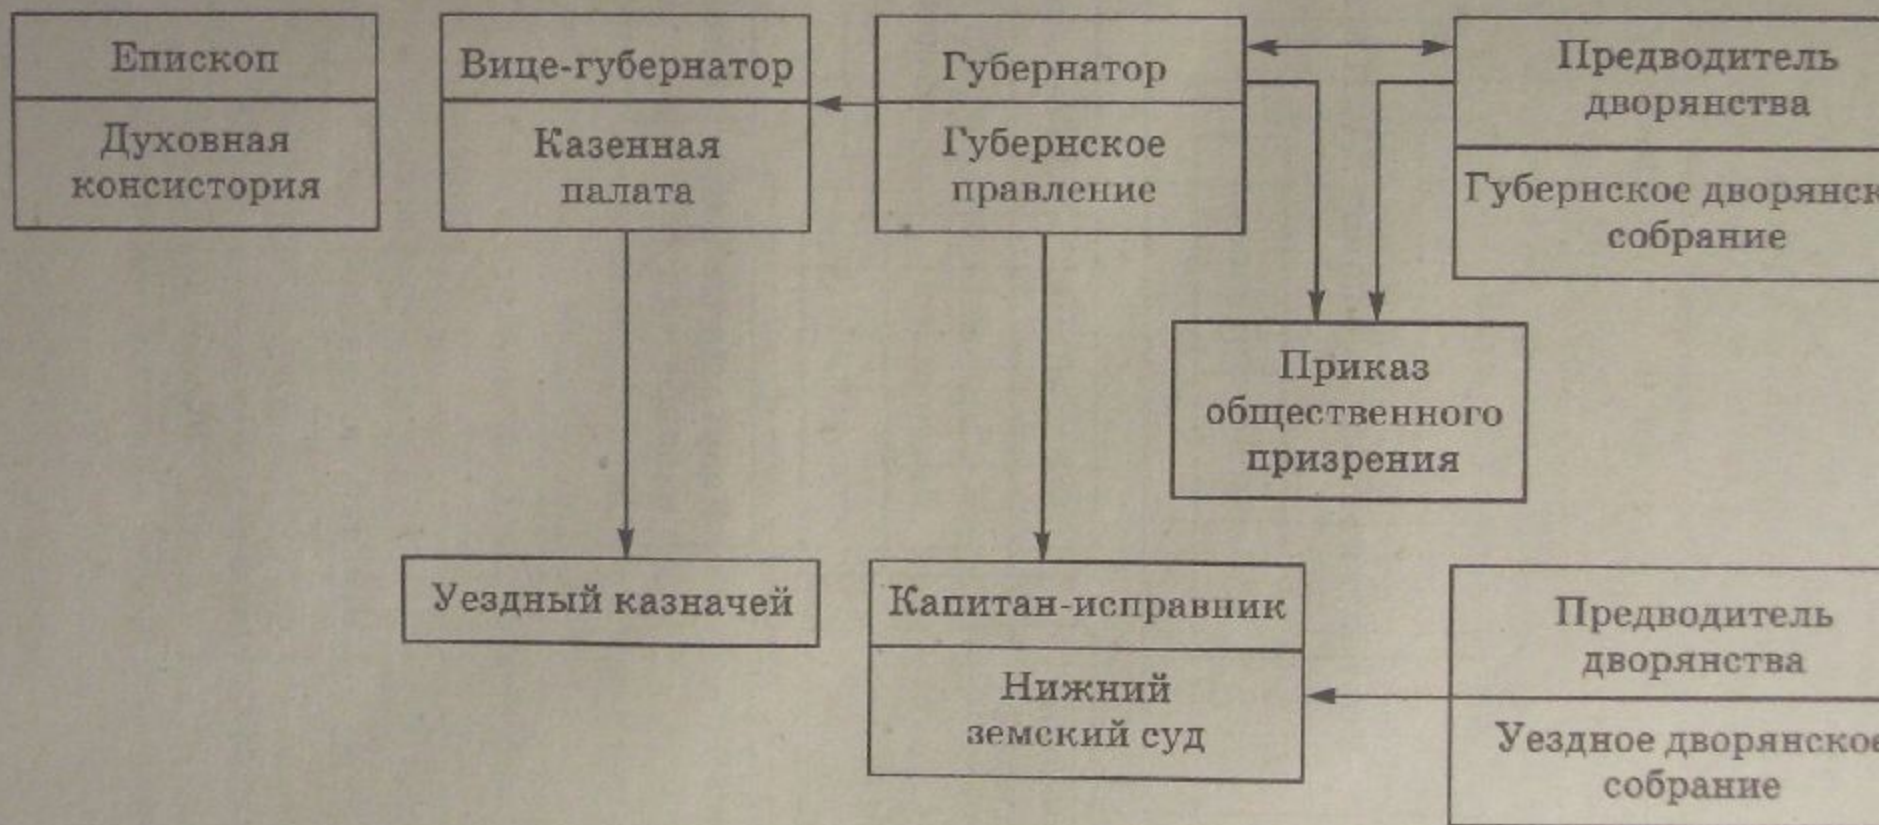 Епископ
Духовная
консистория
Вице-губернатор
Казенная
палата
Губернатор
Губернское
правление
Предводитель
дворянства
Губернское
собрание
Приказ
общественного
призрения
Уездный казначей
Капитан-исправник
Нижний
земский суд
Предводитель
дворянства
Уездное дворянское
собрание